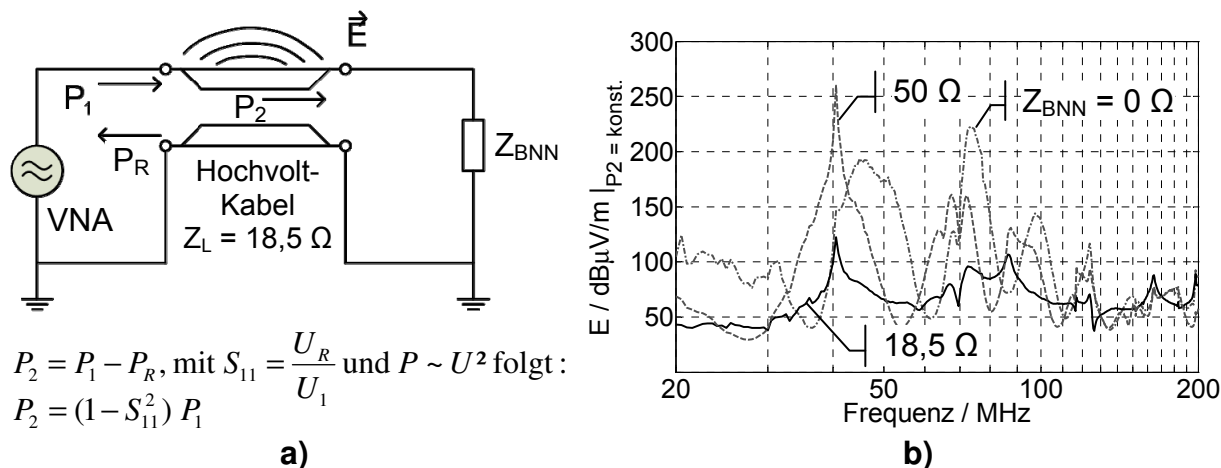 E
P1
P2
PR
VNA
Hochvolt-
Kabel
ZL = 18,5 Ω
ZBNN
P2 = P1 − PR, mit S11 = UR / U1 und P ~ U² folgt :
P2 = (1 − S11²) P1
a)
E / dBµV/m |P2 = konst.
300
250
200
150
100
50
50 Ω
ZBNN = 0 Ω
18,5 Ω
20
50
100
200
Frequenz / MHz
b)